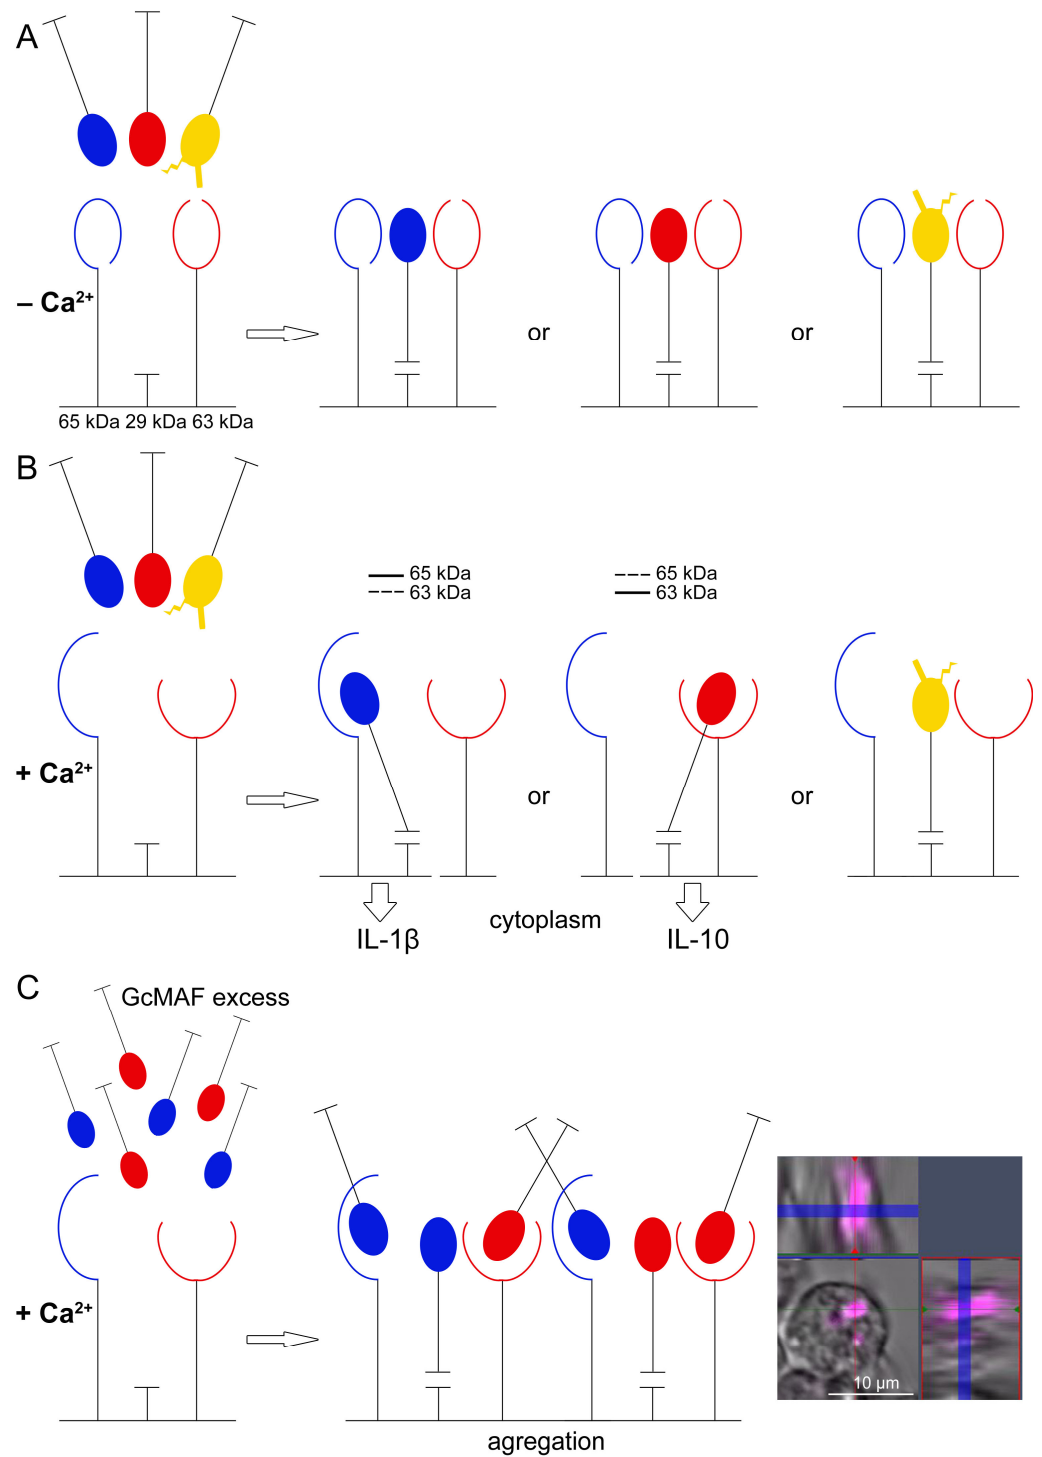 A
– Ca2+
or
or
65 kDa 29 kDa 63 kDa
B
65 kDa
63 kDa
65 kDa
63 kDa
+ Ca2+
or
or
cytoplasm
IL-1β
IL-10
C
GcMAF excess
+ Ca2+
10 µm
agregation